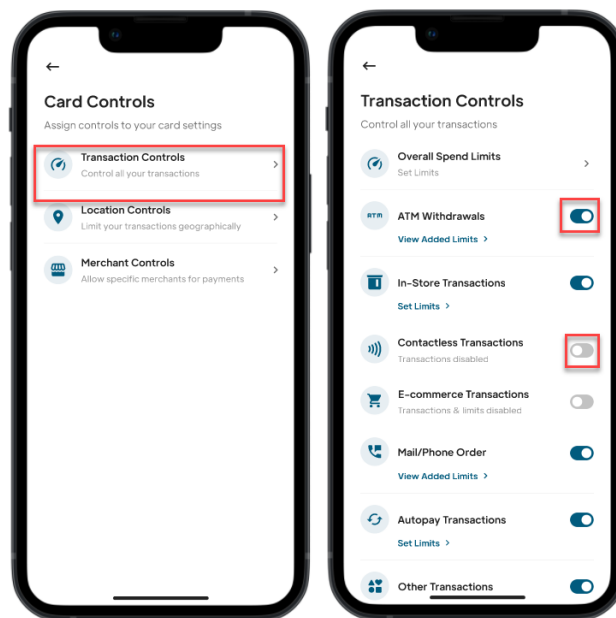 Card Controls
Assign controls to your card settings
Transaction Controls
Control all your transactions
Location Controls
Limit your transactions geographically
Merchant Controls
Allow specific merchants for payments
Transaction Controls
Control all your transactions
Overall Spend Limits
Set Limits
ATM
ATM Withdrawals
View Added Limits >
In-Store Transactions
Set Limits >
Contactless Transactions
Transactions disabled
E-commerce Transactions
Transactions & limits disabled
Mail/Phone Order
View Added Limits >
Autopay Transactions
Set Limits >
Other Transactions